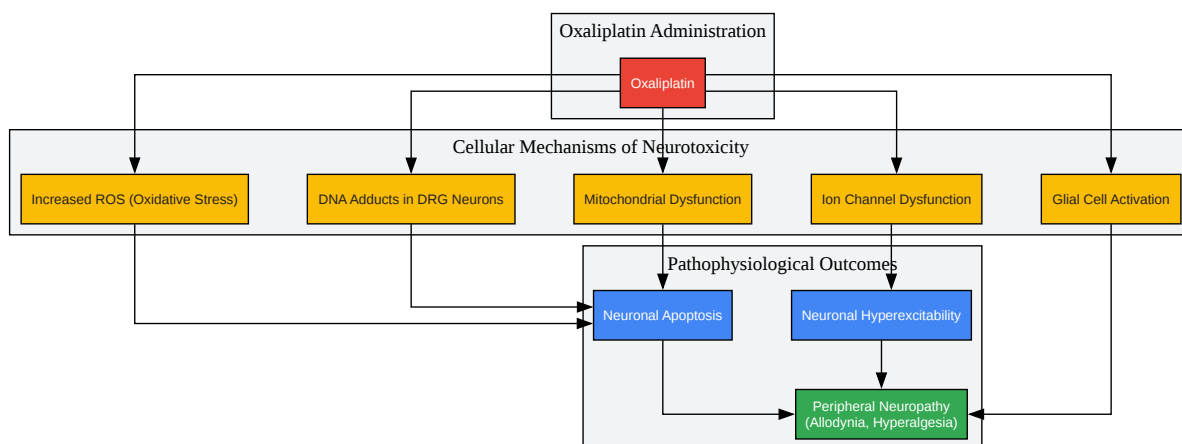 Oxaliplatin Administration
Oxaliplatin
Cellular Mechanisms of Neurotoxicity
Increased ROS (Oxidative Stress)
DNA Adducts in DRG Neurons
Mitochondrial Dysfunction
Ion Channel Dysfunction
Glial Cell Activation
Pathophysiological Outcomes
Neuronal Apoptosis
Neuronal Hyperexcitability
Peripheral Neuropathy
(Allodynia, Hyperalgesia)